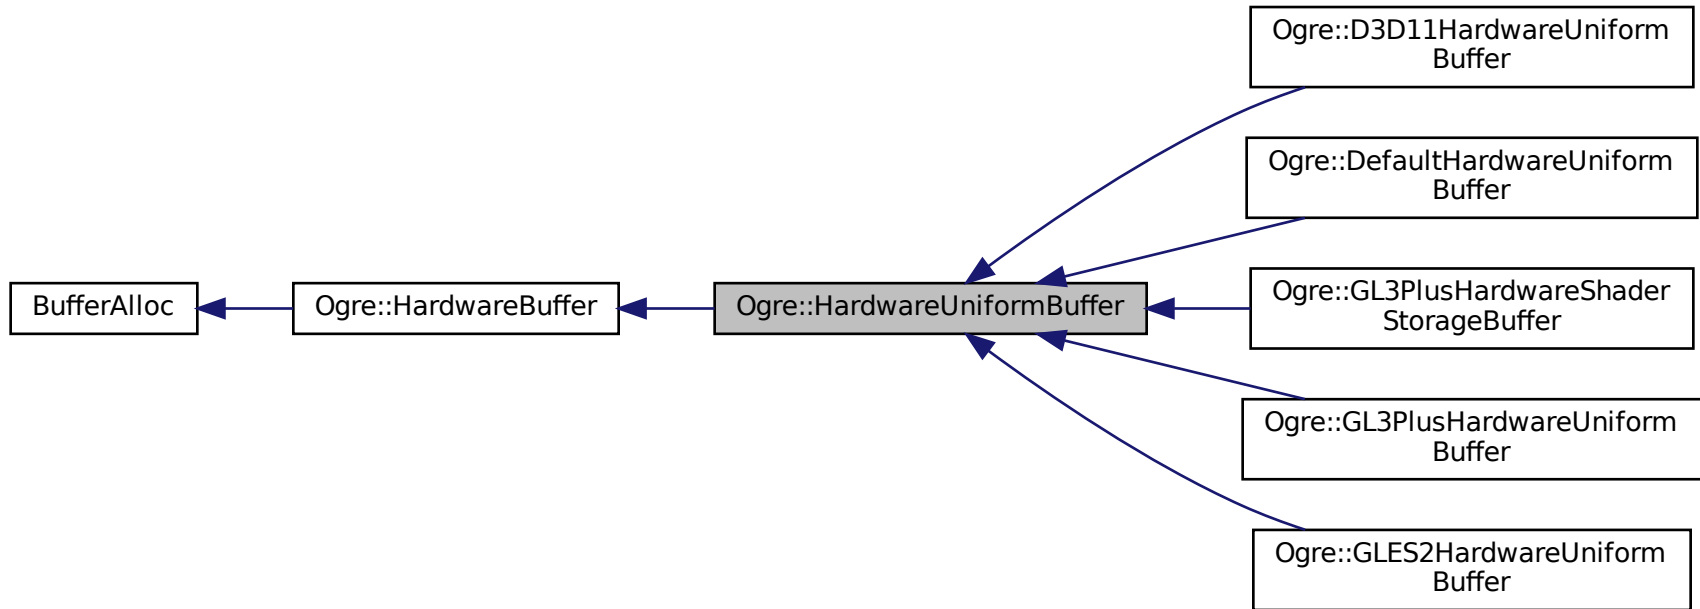 Ogre::D3D11HardwareUniform
Buffer
Ogre::DefaultHardwareUniform
Buffer
BufferAlloc
Ogre::HardwareBuffer
Ogre::HardwareUniformBuffer
Ogre::GL3PlusHardwareShader
StorageBuffer
Ogre::GL3PlusHardwareUniform
Buffer
Ogre::GLES2HardwareUniform
Buffer